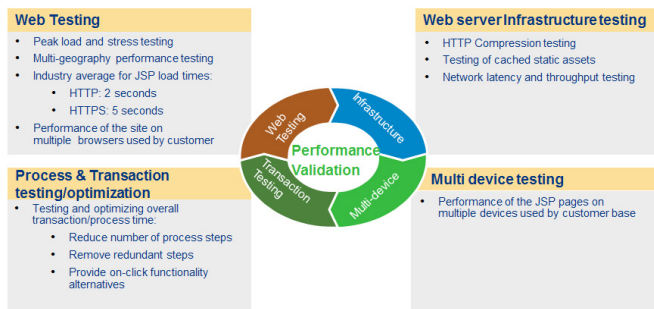 Web Testing
• Peak load and stress testing
• Multi-geography performance testing
• Industry average for JSP load times:
• HTTP: 2 seconds
• HTTPS: 5 seconds
• Performance of the site on
multiple browsers used by customer
Web server Infrastructure testing
• HTTP Compression testing
• Testing of cached static assets
• Network latency and throughput testing
Web
Testing
Infrastructure
Performance
Validation
Transaction
Testing
Multi-device
Process & Transaction
testing/optimization
• Testing and optimizing overall
transaction/process time:
• Reduce number of process steps
• Remove redundant steps
• Provide on-click functionality
alternatives
Multi device testing
• Performance of the JSP pages on
multiple devices used by customer base